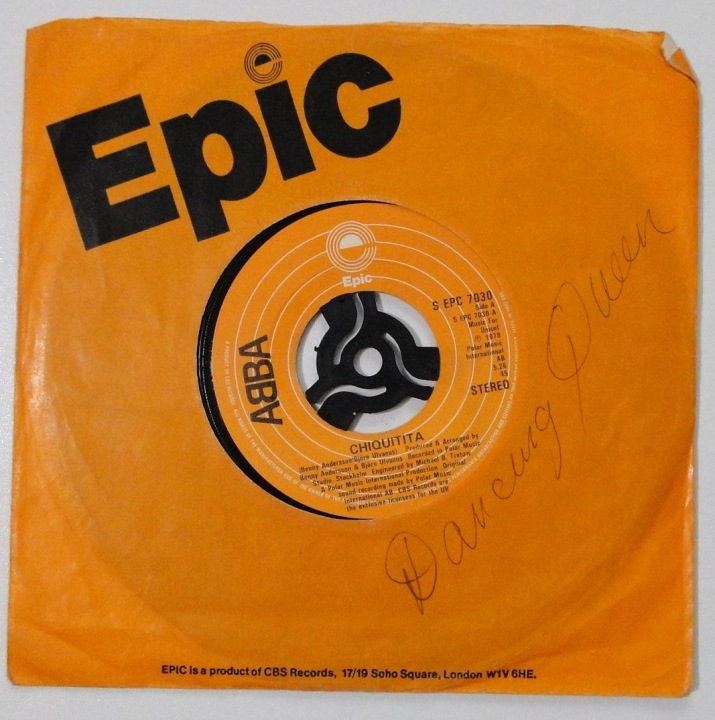 Epic
Epic
S EPC 7030
Side A
S EPC 7030 A
Music For
Unicef
℗ 1979
Polar Music
International
AB
5.26
45
STEREO
ABBA
CHIQUITITA
(Benny Andersson/Björn Ulvaeus) Produced & Arranged by
Benny Andersson & Björn Ulvaeus Recorded in Polar Music
Studio, Stockholm Engineered by Michael B. Tretow
A Polar Music International Production. Original
sound recording made by Polar Music
International AB CBS Records are
the explosive licensees for the UK
Dancing Queen
EPIC is a product of CBS Records, 17/19 Soho Square, London W1V 6HE.